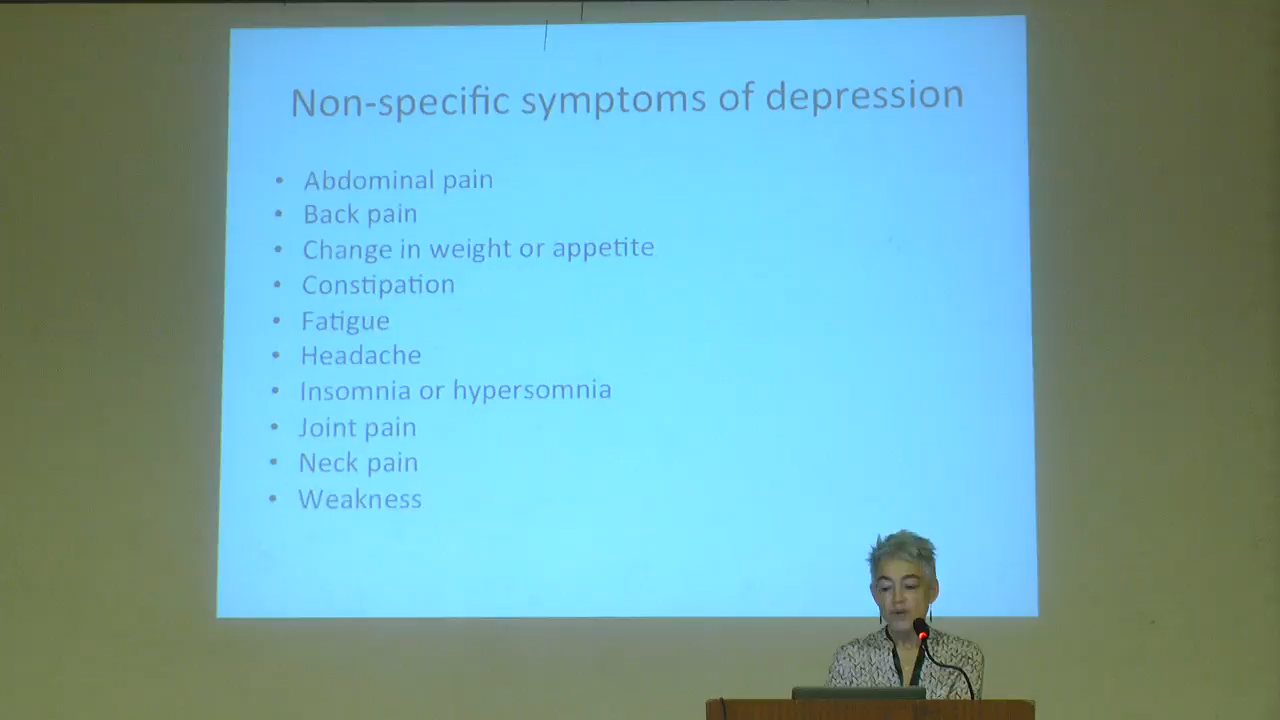 Non-specific symptoms of depression
• Abdominal pain
• Back pain
• Change in weight or appetite
• Constipation
• Fatigue
• Headache
• Insomnia or hypersomnia
• Joint pain
• Neck pain
• Weakness